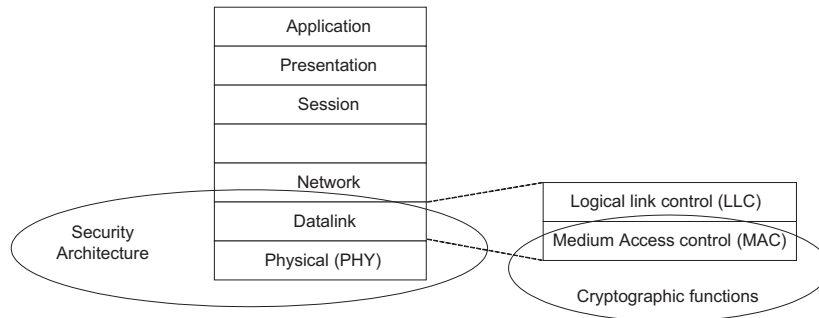 Application
Presentation
Session
Network
Datalink
Physical (PHY)
Security
Architecture
Logical link control (LLC)
Medium Access control (MAC)
Cryptographic functions